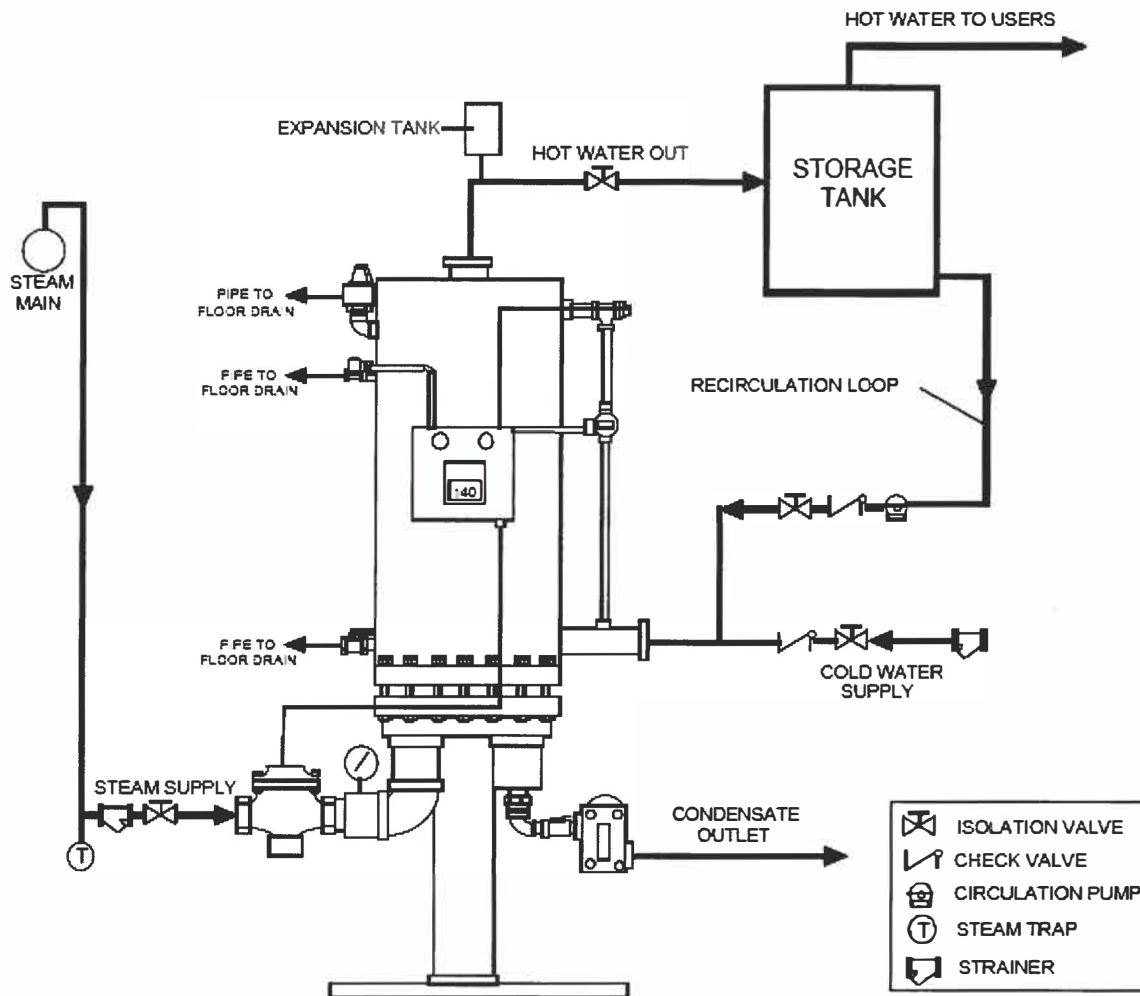 HOT WATER TO USERS
EXPANSION TANK
HOT WATER OUT
STORAGE
TANK
STEAM
MAIN
PIPE TO
FLOOR DRAIN
PIPE TO
FLOOR DRAIN
RECIRCULATION LOOP
140
PIPE TO
FLOOR DRAIN
COLD WATER
SUPPLY
STEAM SUPPLY
T
CONDENSATE
OUTLET
ISOLATION VALVE
CHECK VALVE
CIRCULATION PUMP
T
STEAM TRAP
STRAINER